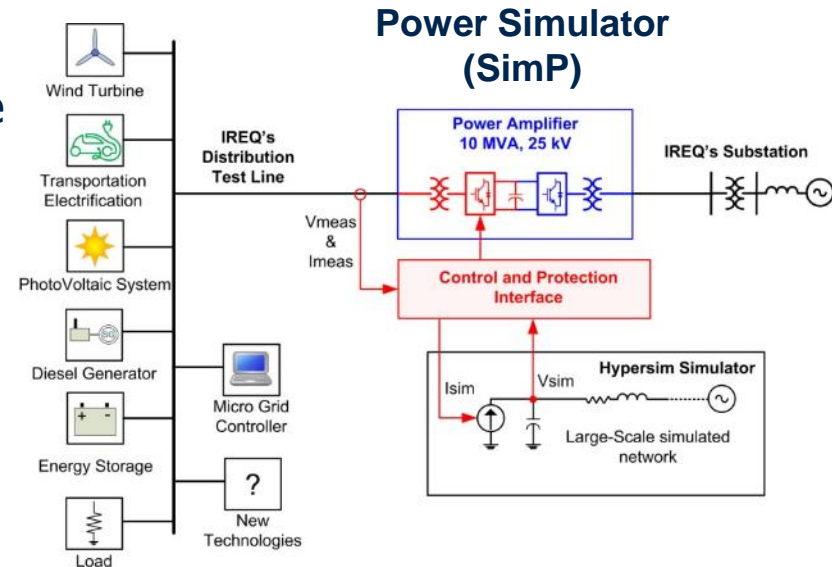 Power Simulator
(SimP)
e
Wind Turbine
Transportation
Electrification
PhotoVoltaic System
SG
Diesel Generator
+ -
Energy Storage
Load
Micro Grid
Controller
?
New
Technologies
IREQ's
Distribution
Test Line
Vmeas
&
Imeas
Power Amplifier
10 MVA, 25 kV
IREQ's Substation
Control and Protection
Interface
Hypersim Simulator
Isim
Vsim
Large-Scale simulated
network